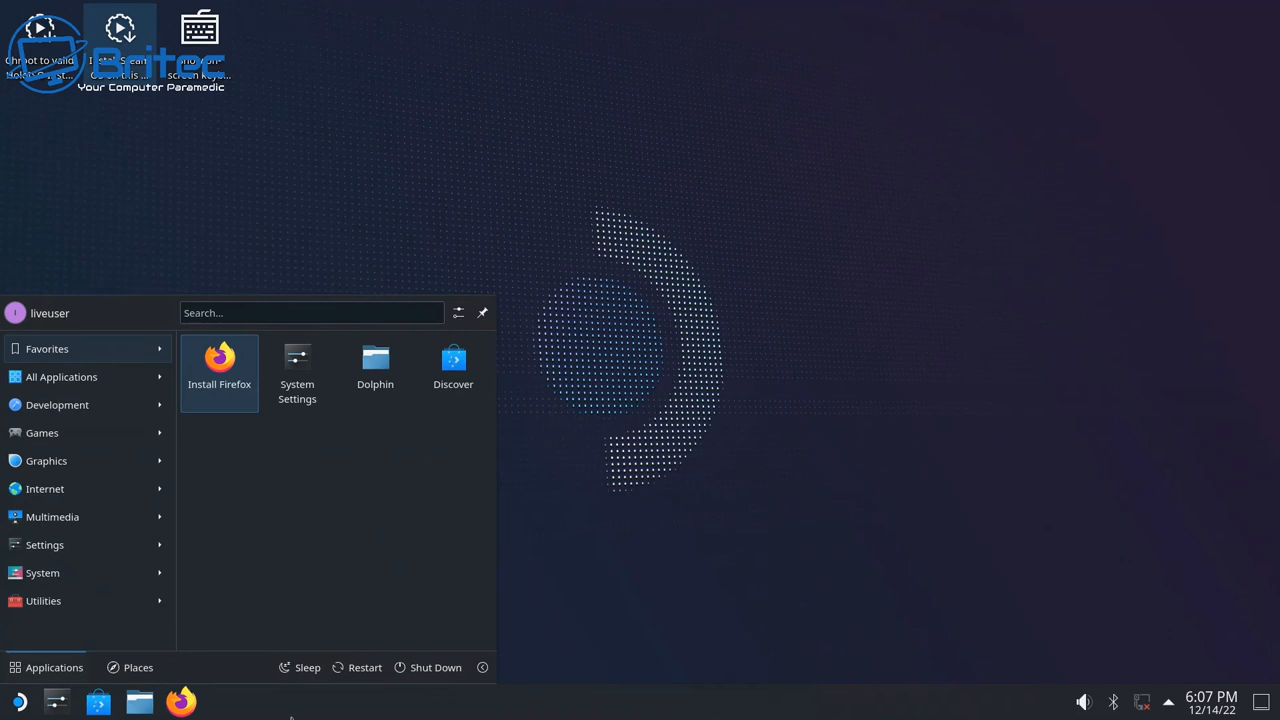 Britec
Your Computer Paramedic
liveuser
Search...
Favorites
All Applications
Development
Games
Graphics
Internet
Multimedia
Settings
System
Utilities
Install Firefox
System
Settings
Dolphin
Discover
Applications
Places
Sleep
Restart
Shut Down
6:07 PM
12/14/22